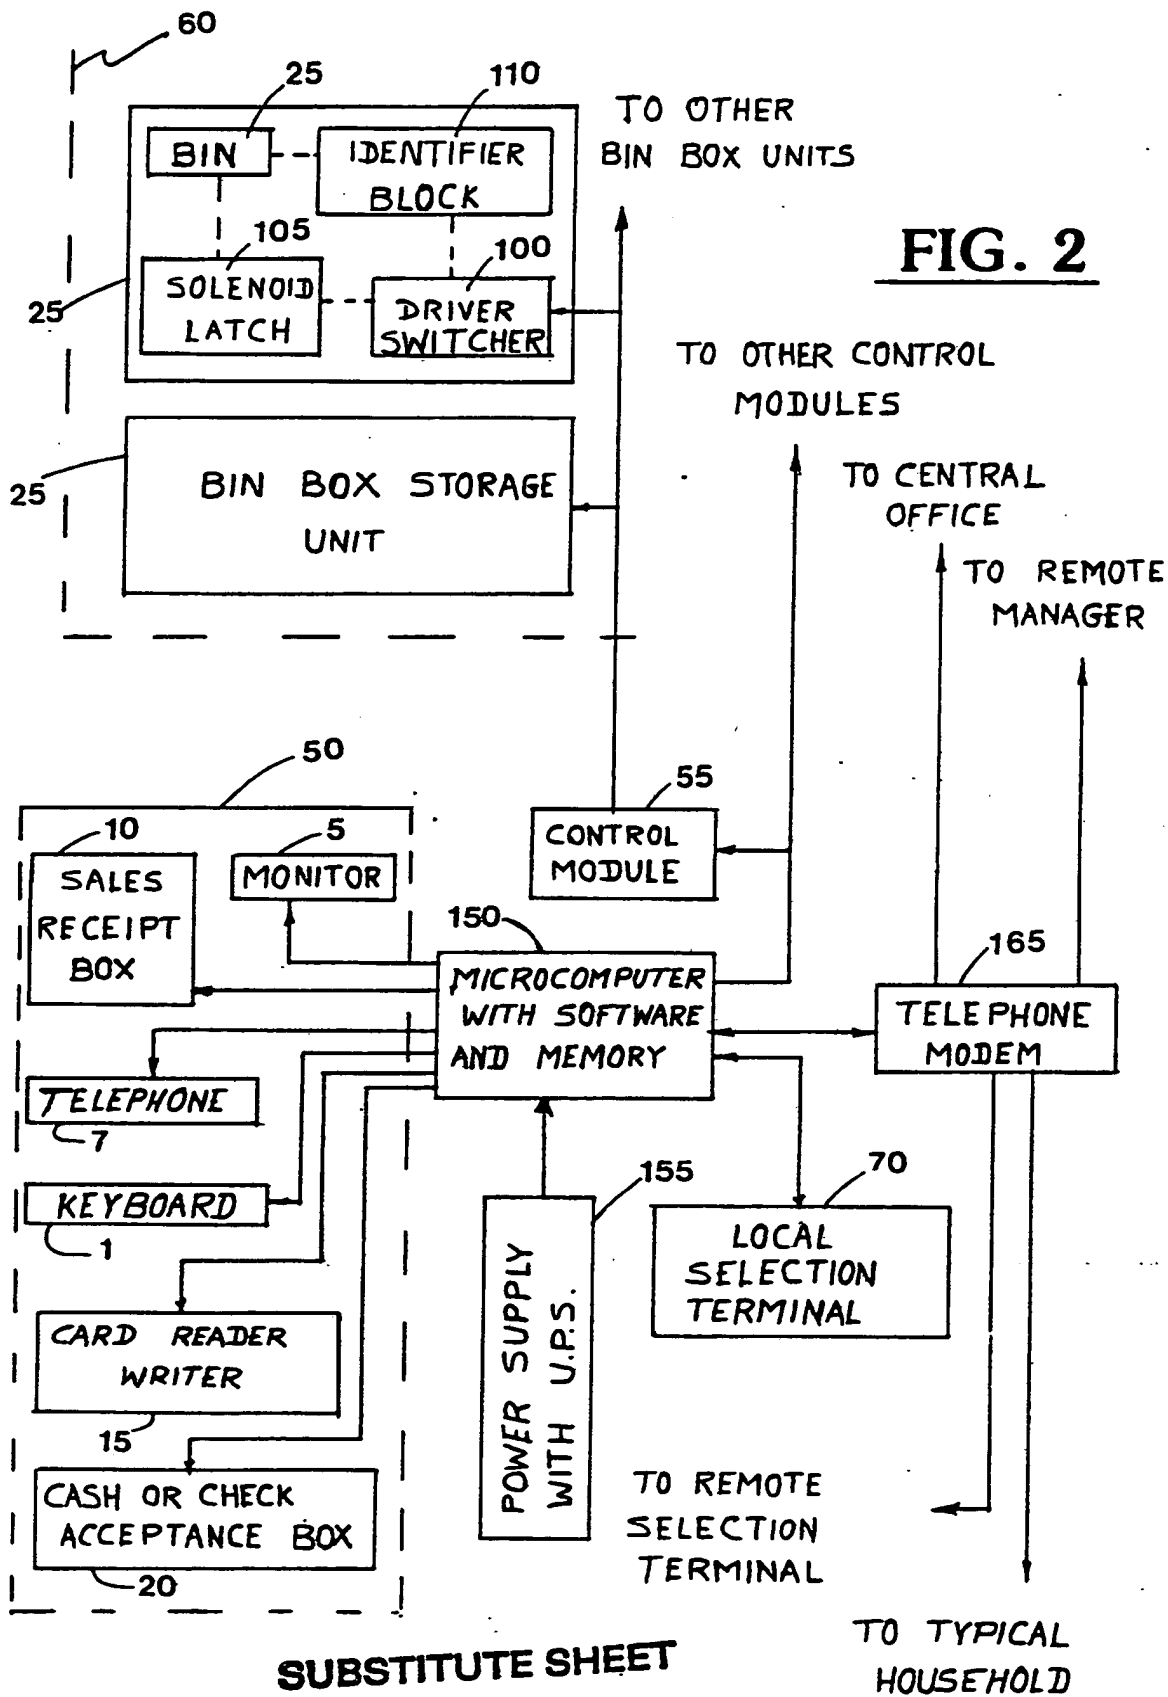 60
25
110
TO OTHER
BIN BOX UNITS
BIN
IDENTIFIER
BLOCK
FIG. 2
105
100
SOLENOID
LATCH
DRIVER
SWITCHER
25
TO OTHER CONTROL
MODULES
25
BIN BOX STORAGE
UNIT
TO CENTRAL
OFFICE
TO REMOTE
MANAGER
50
55
10
5
SALES
RECEIPT
BOX
MONITOR
CONTROL
MODULE
150
165
MICROCOMPUTER
WITH SOFTWARE
AND MEMORY
TELEPHONE
MODEM
TELEPHONE
7
155
70
KEYBOARD
1
POWER SUPPLY
WITH U.P.S.
LOCAL
SELECTION
TERMINAL
CARD READER
WRITER
15
CASH OR CHECK
ACCEPTANCE BOX
20
TO REMOTE
SELECTION
TERMINAL
TO TYPICAL
HOUSEHOLD
SUBSTITUTE SHEET